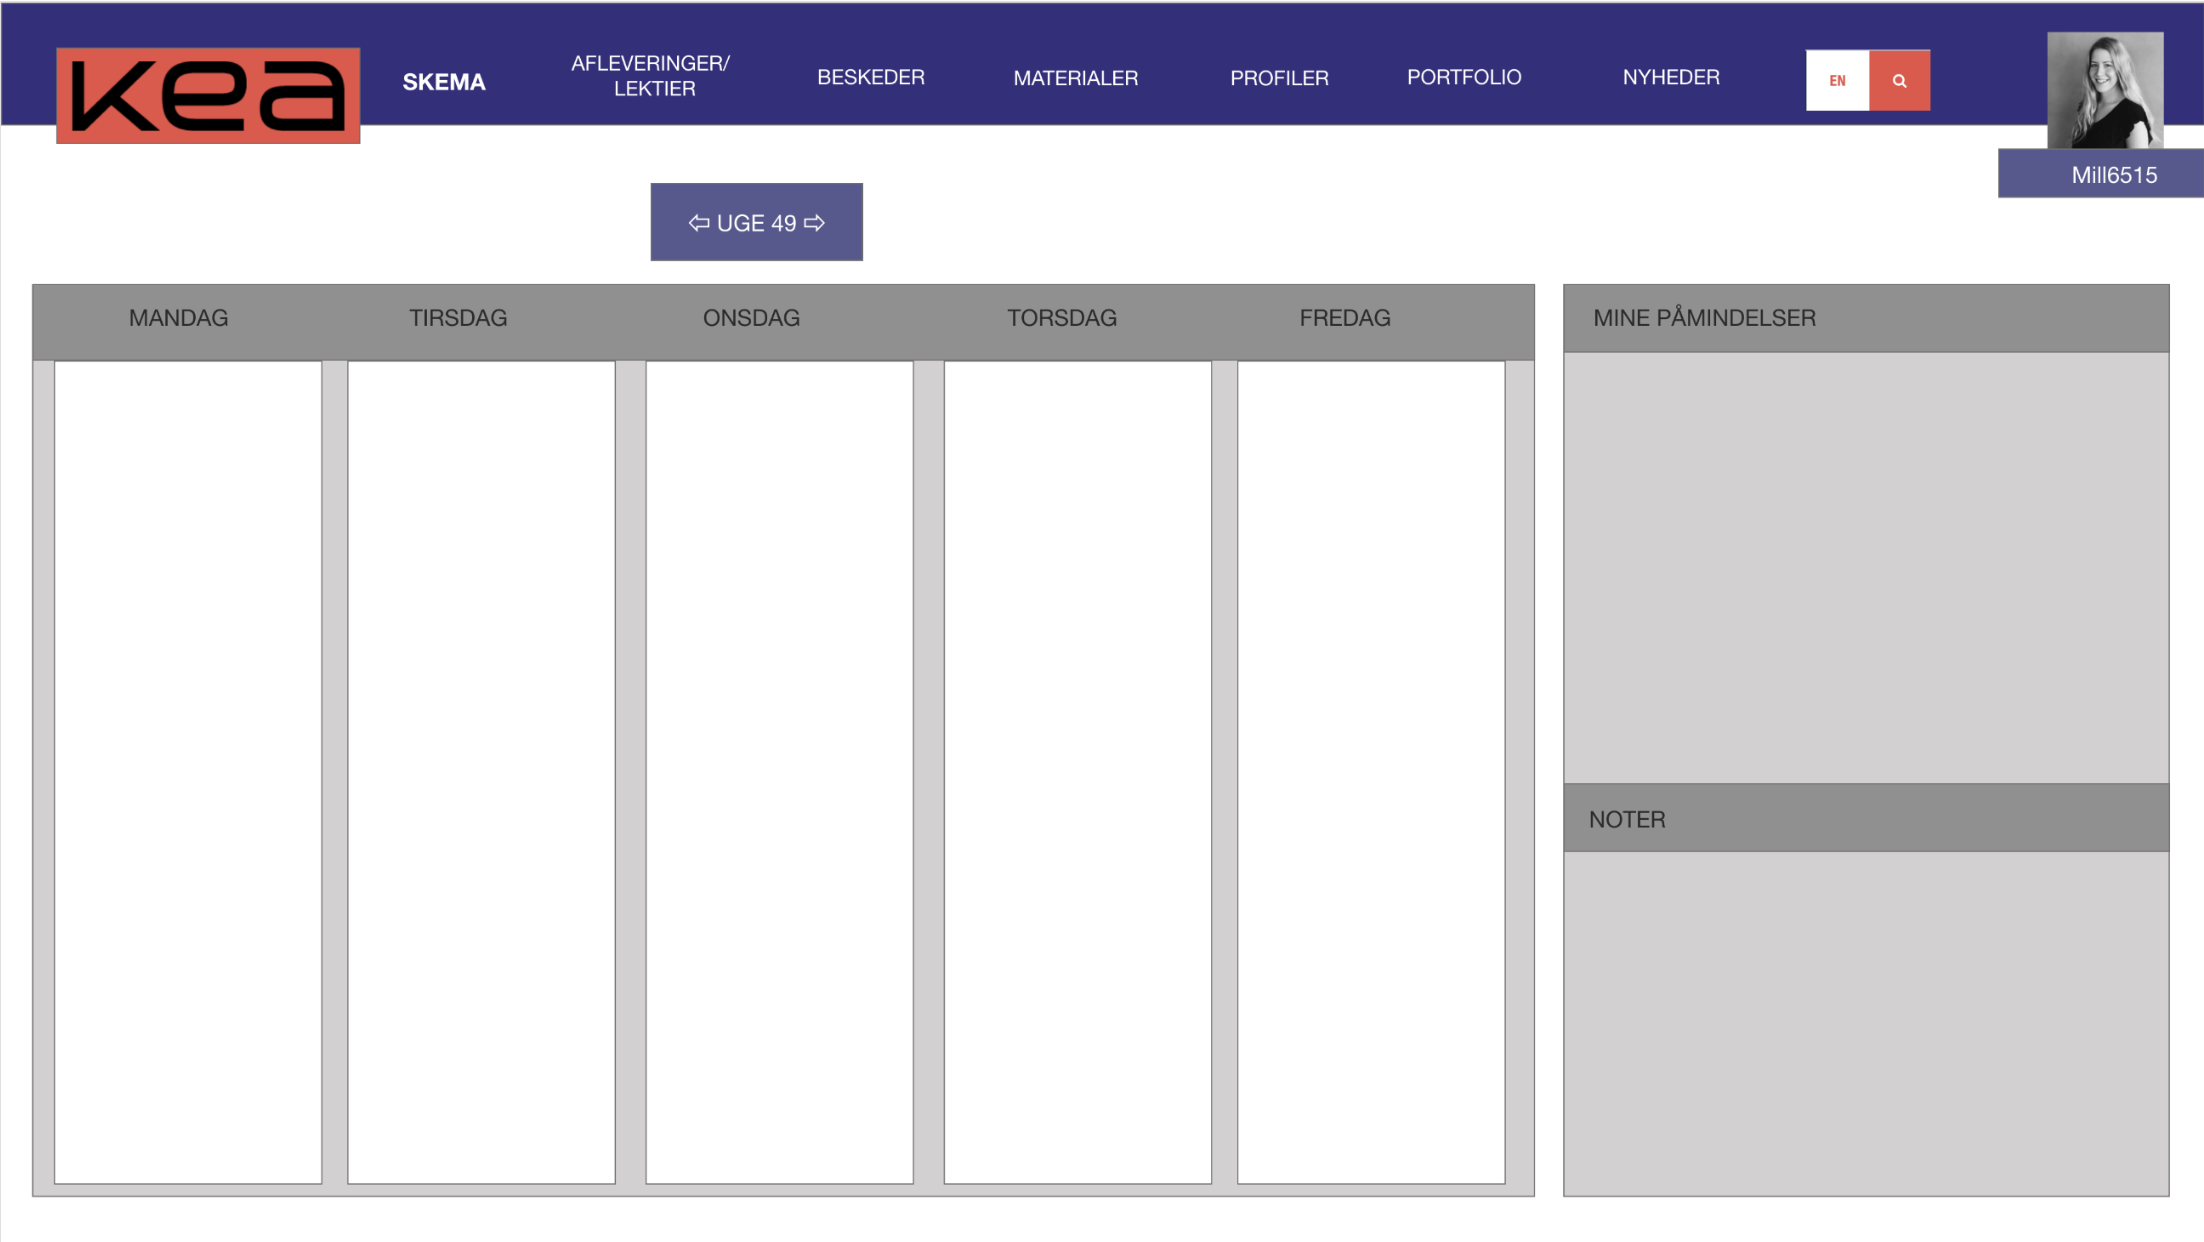 kea
SKEMA
AFLEVERINGER/
LEKTIER
BESKEDER
MATERIALER
PROFILER
PORTFOLIO
NYHEDER
EN
Mill6515
⇦ UGE 49 ⇨
MANDAG
TIRSDAG
ONSDAG
TORSDAG
FREDAG
MINE PÅMINDELSER
NOTER